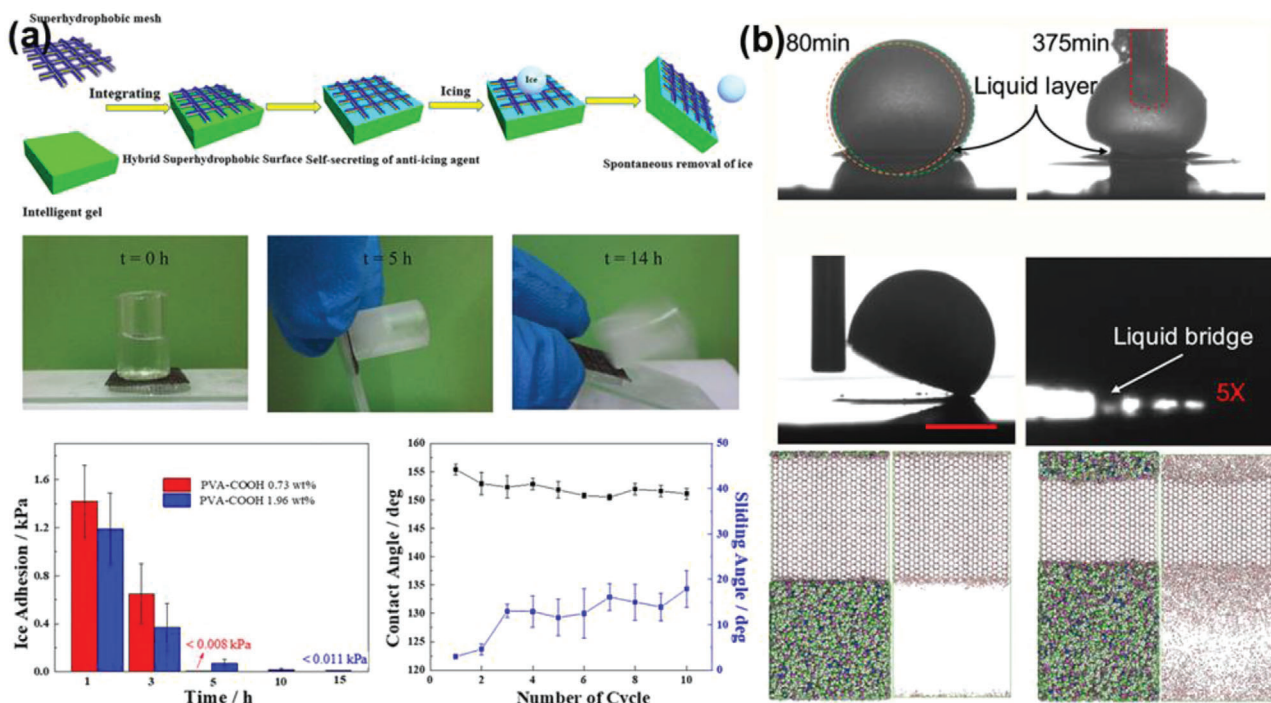 (a)
Superhydrophobic mesh
Integrating
Icing
Ice
Hybrid Superhydrophobic Surface
Self-secreting of anti-icing agent
Spontaneous removal of ice
Intelligent gel
t = 0 h
t = 5 h
t = 14 h
Ice Adhesion / kPa
1.6
1.2
0.8
0.4
0.0
PVA-COOH 0.73 wt%
PVA-COOH 1.96 wt%
< 0.008 kPa
< 0.011 kPa
1 3 5 10 15
Time / h
Contact Angle / deg
160
155
150
145
140
135
130
125
120
0 2 4 6 8 10
Number of Cycle
50
40
30
20
10
0
Sliding Angle / deg
(b)
80min
375min
Liquid layer
Liquid bridge
5X